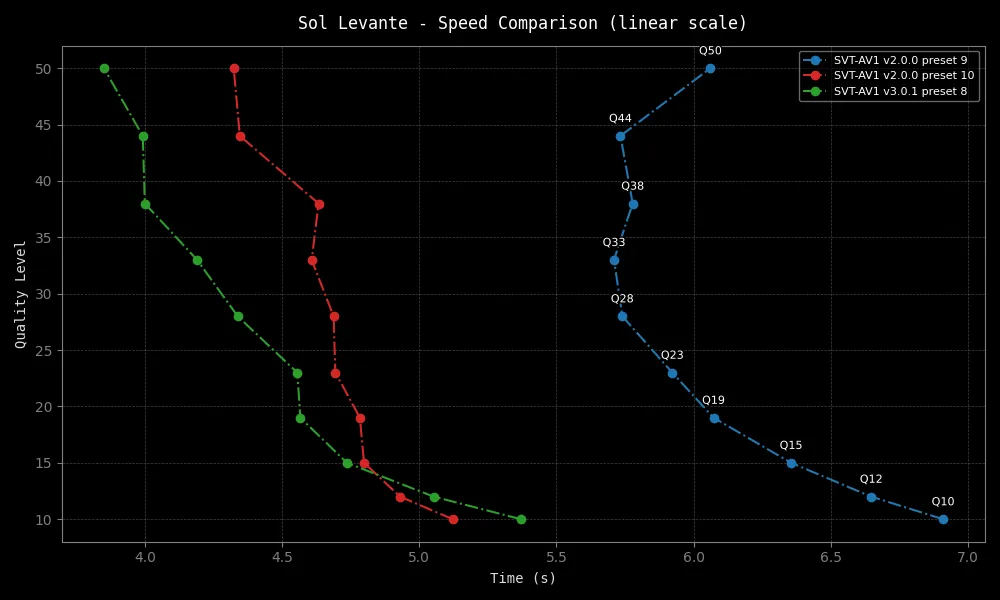 Sol Levante - Speed Comparison (linear scale)
SVT-AV1 v2.0.0 preset 9
SVT-AV1 v2.0.0 preset 10
SVT-AV1 v3.0.1 preset 8
Q50
Q44
Q38
Q33
Q28
Q23
Q19
Q15
Q12
Q10
Quality Level
50
45
40
35
30
25
20
15
10
4.0 4.5 5.0 5.5 6.0 6.5 7.0
Time (s)